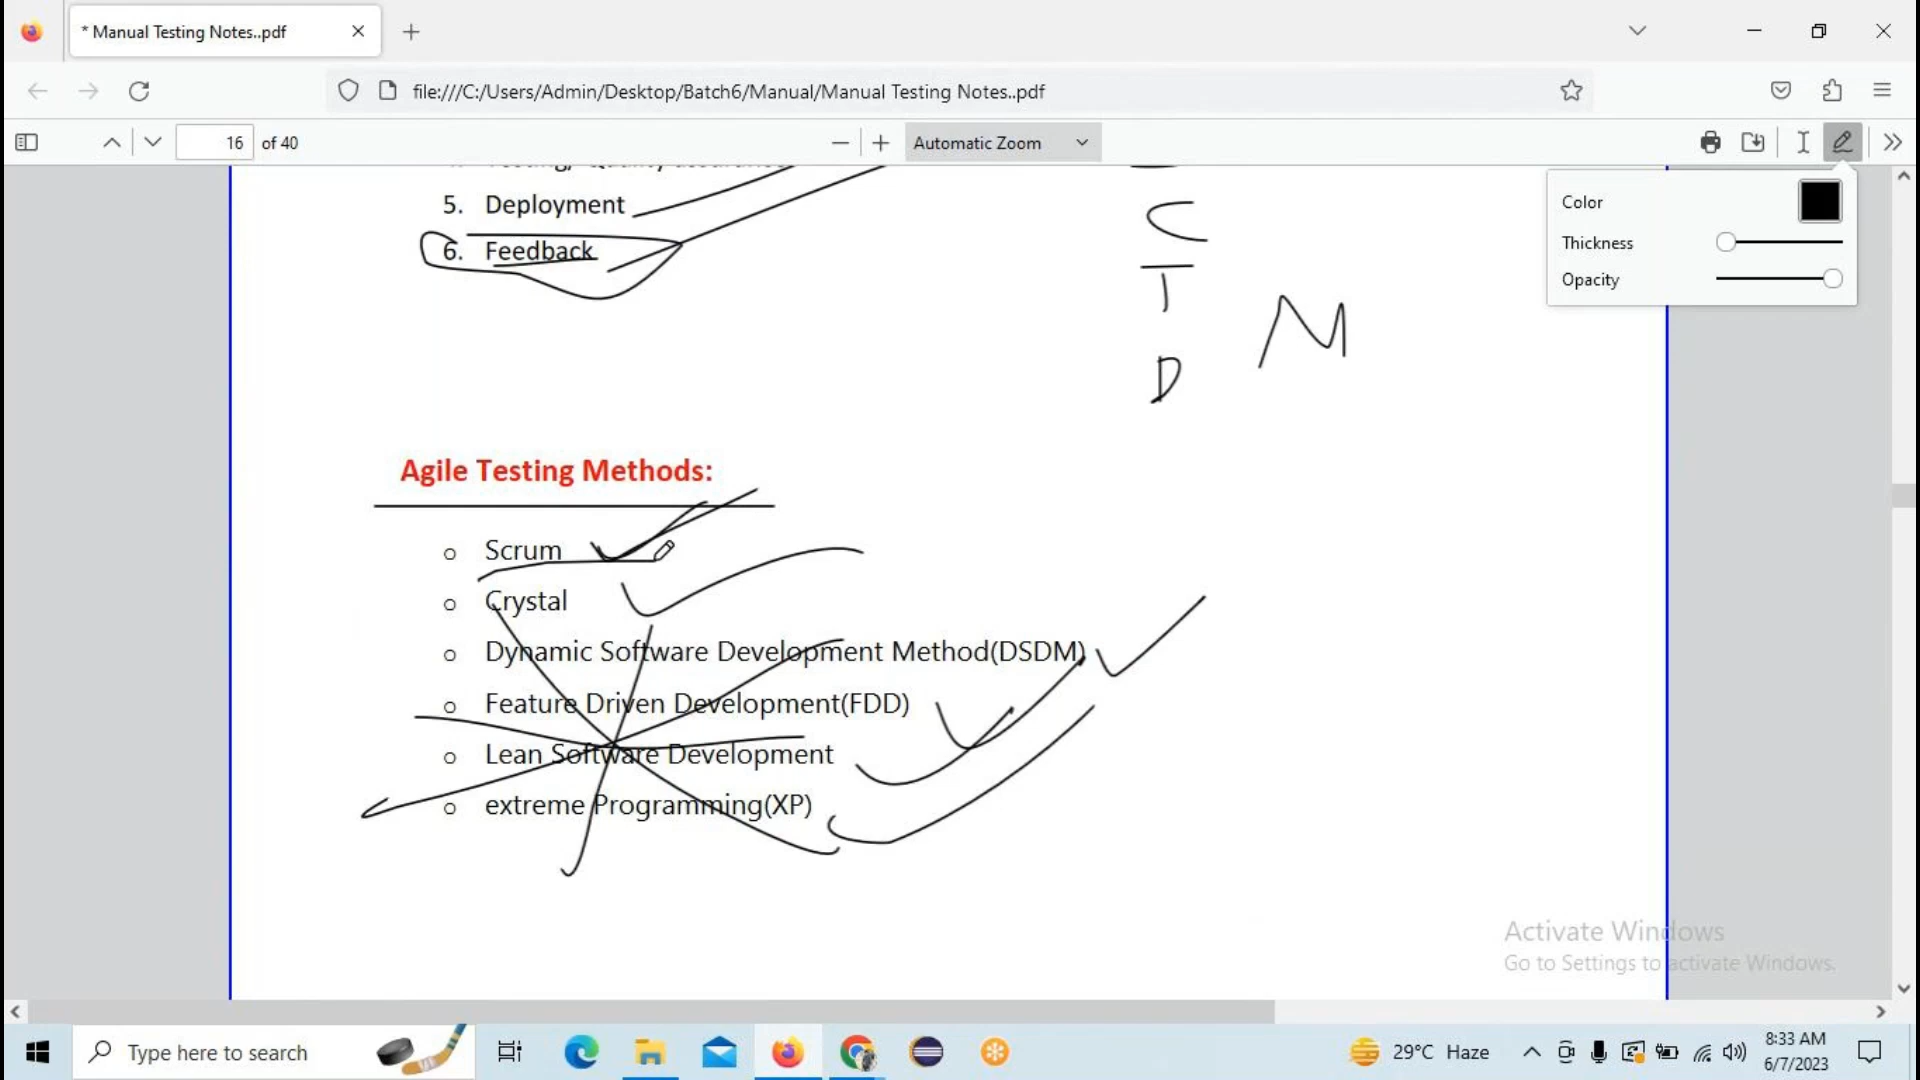 * Manual Testing Notes..pdf
file:///C:/Users/Admin/Desktop/Batch6/Manual/Manual Testing Notes..pdf
16 of 40
Automatic Zoom
Color
Thickness
Opacity
5. Deployment
6. Feedback
C
T
D
M
Agile Testing Methods:
o Scrum
o Crystal
o Dynamic Software Development Method(DSDM)
o Feature Driven Development(FDD)
o Lean Software Development
o extreme Programming(XP)
Activate Windows
Go to Settings to activate Windows.
Type here to search
29°C Haze
8:33 AM
6/7/2023